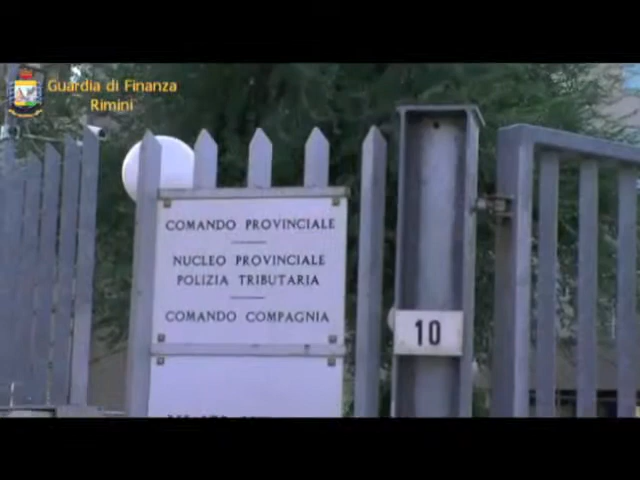 Guardia di Finanza
Rimini
COMANDO PROVINCIALE
NUCLEO PROVINCIALE
POLIZIA TRIBUTARIA
COMANDO COMPAGNIA
10